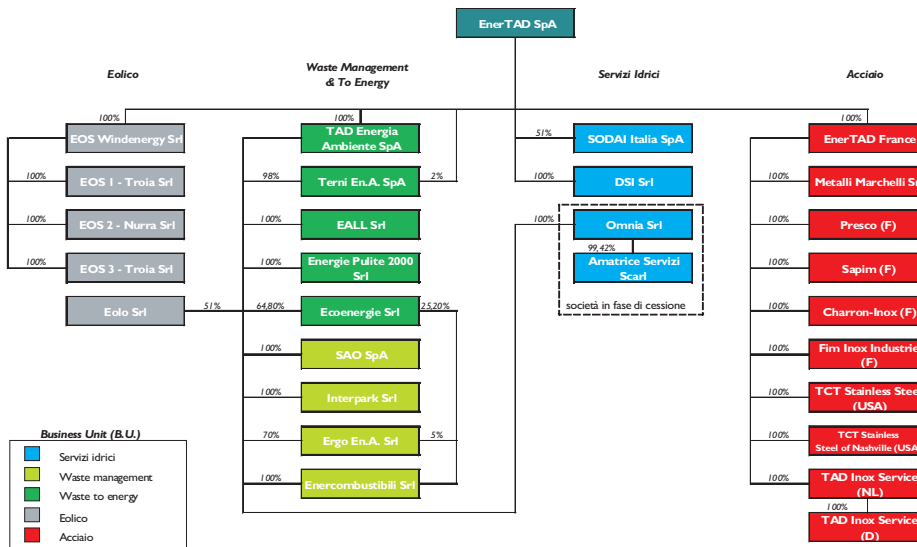 EnerTAD SpA
Eolico
Waste Management
& To Energy
Servizi Idrici
Acciaio
100%
EOS Windenergy Srl
100%
EOS 1 - Troia Srl
100%
EOS 2 - Nurra Srl
100%
EOS 3 - Troia Srl
Eolo Srl
51%
100%
TAD Energia
Ambiente SpA
98%
Terni En.A. SpA
2%
100%
EALL Srl
100%
Energie Pulite 2000
Srl
64,80%
Ecoenergie Srl
25,20%
100%
SAO SpA
100%
Interpark Srl
70%
Ergo En.A. Srl
5%
100%
Enercombustibili Srl
51%
SODAI Italia SpA
100%
DSI Srl
100%
Omnia Srl
99,42%
Amatrice Servizi
Scarl
società in fase di cessione
100%
EnerTAD France
100%
Metalli Marchelli Sr
100%
Presco (F)
100%
Sapim (F)
100%
Charron-Inox (F)
100%
Fim Inox Industrie
(F)
100%
TCT Stainless Stee
(USA)
100%
TCT Stainless
Steel of Nashville (USA
100%
TAD Inox Service
(NL)
100%
TAD Inox Service
(D)
Business Unit (B.U.)
Servizi idrici
Waste management
Waste to energy
Eolico
Acciaio